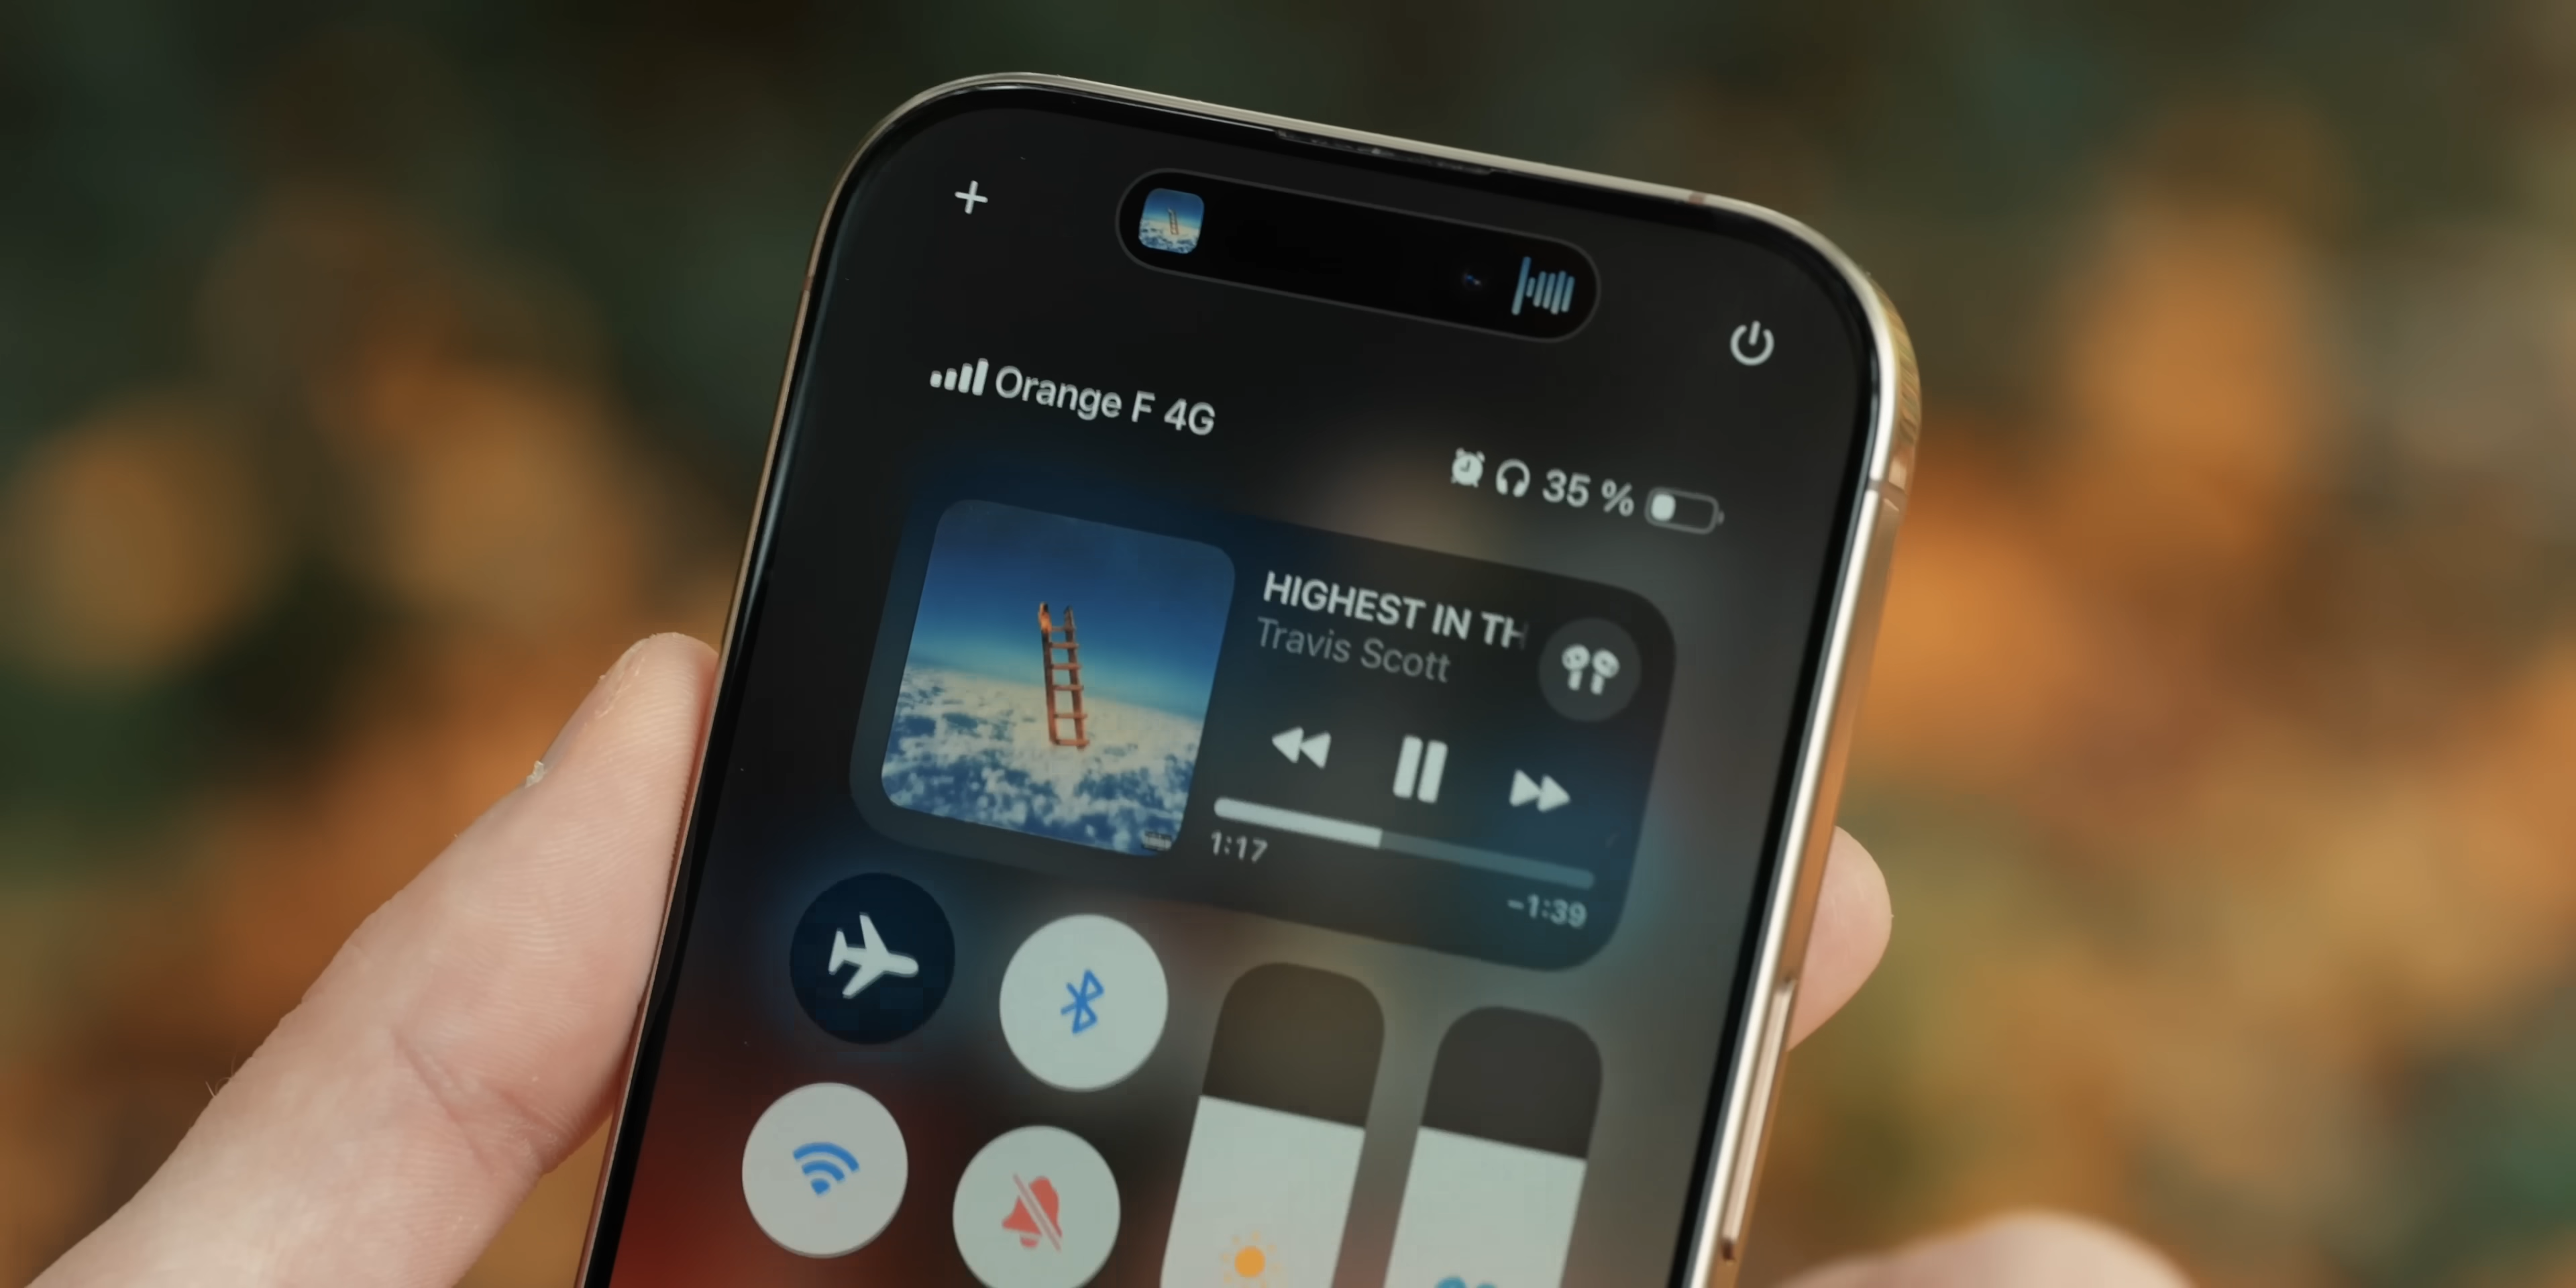 Orange F 4G
35 %
HIGHEST IN TH
Travis Scott
1:17
-1:39